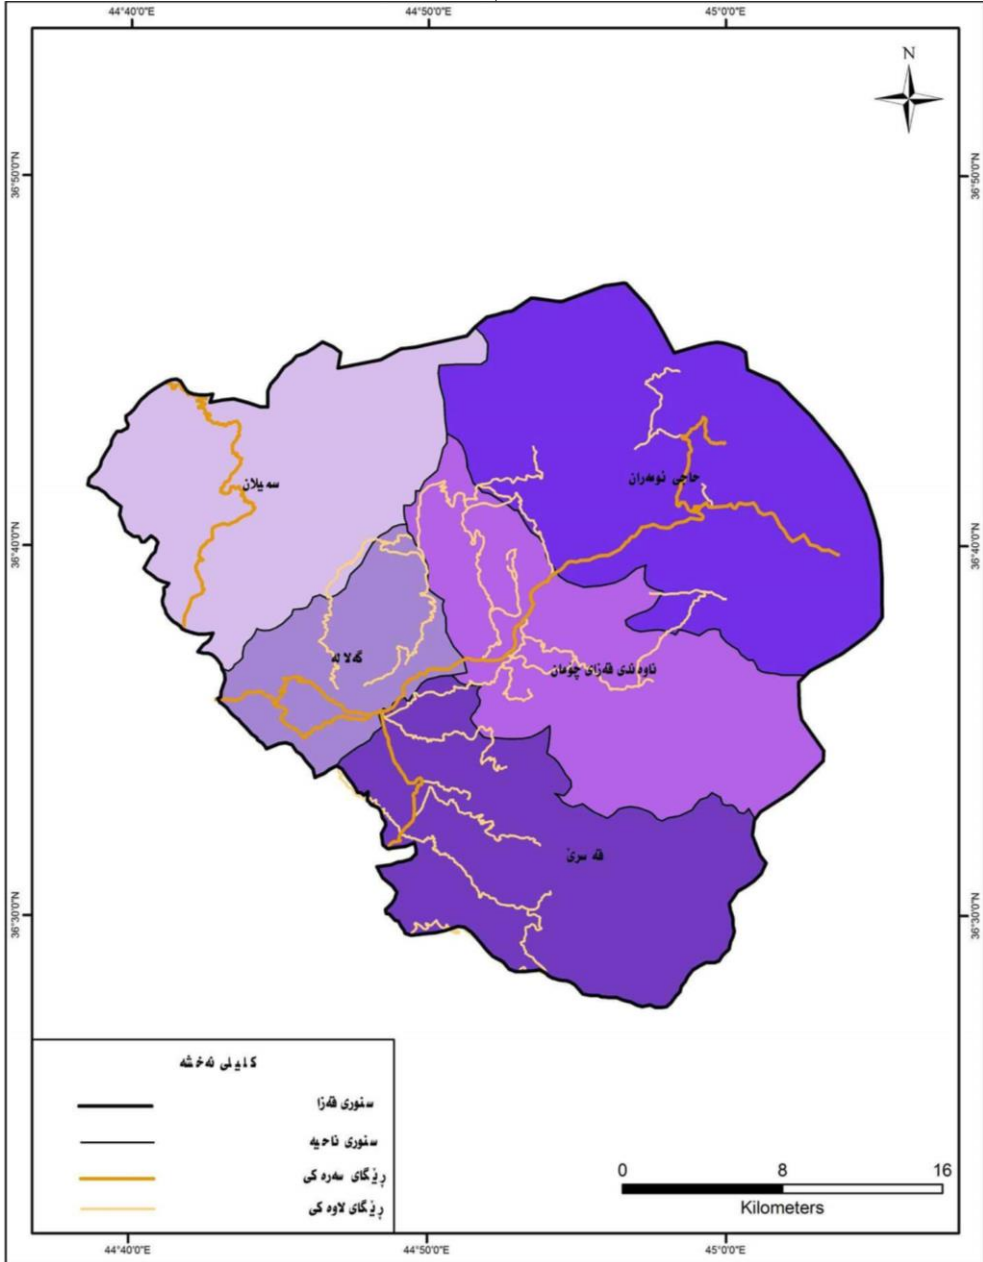 44°40'0"E 44°50'0"E 45°0'0"E
N
36°50'0"N 36°50'0"N
حاجی ئومەران
سەمیلان
36°40'0"N 36°40'0"N
گەلالە
ناوەندی قەزای چۆمان
قەسرێ
36°30'0"N 36°30'0"N
کلیلی نەخشە
سنوری قەزا
سنوری ناحیە
ڕێگای سەرەکی
ڕێگای لاوەکی
0 8 16
Kilometers
44°40'0"E 44°50'0"E 45°0'0"E